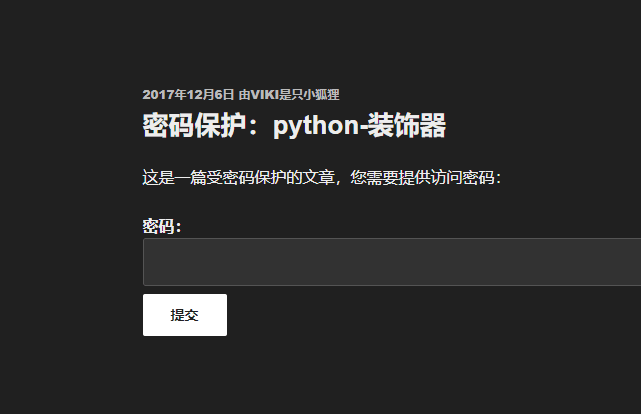 2017年12月6日 由VIKI是只小狐狸
密码保护：python-装饰器
这是一篇受密码保护的文章，您需要提供访问密码：
密码：
提交